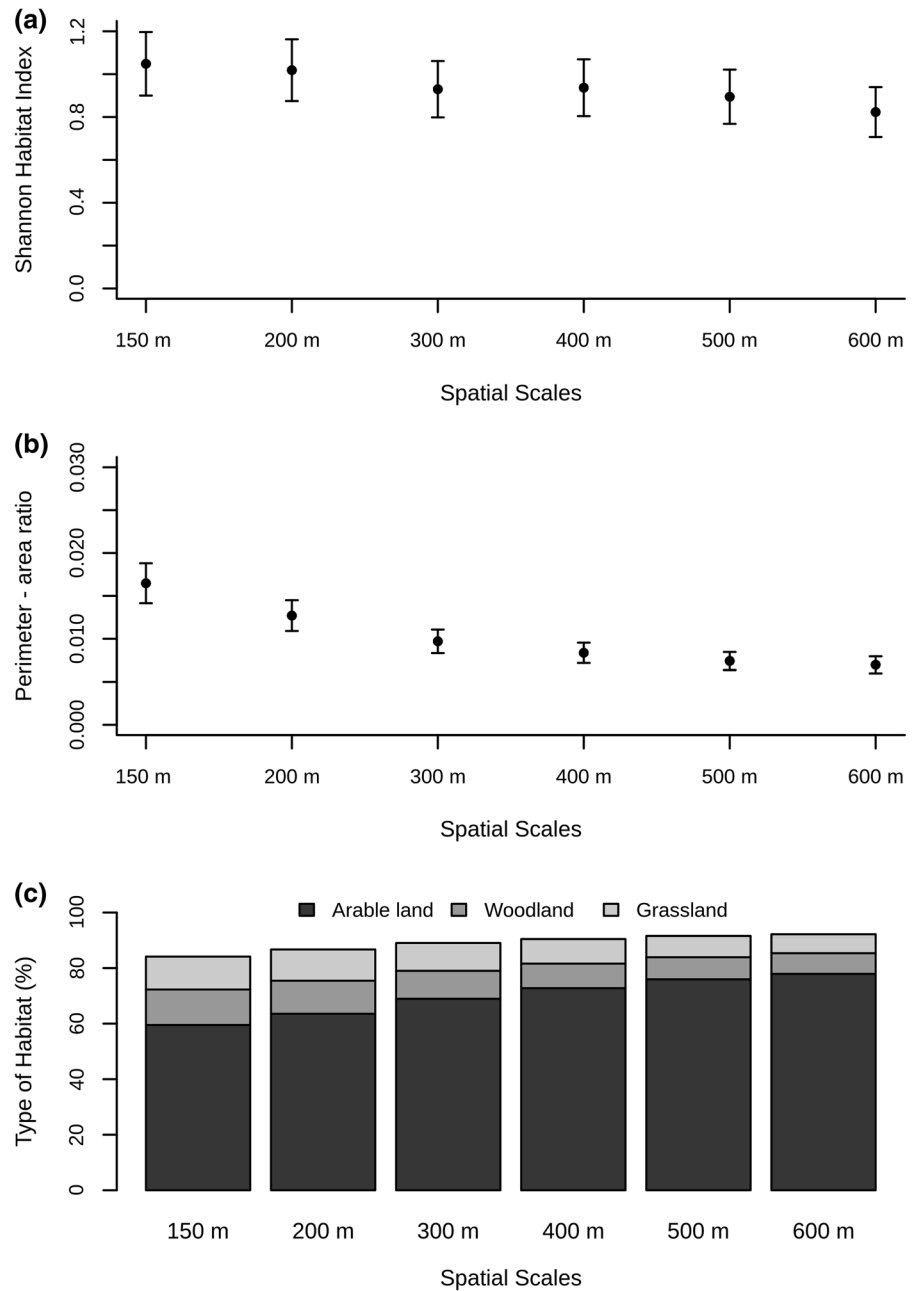 (a)
Shannon Habitat Index
1.2
0.8
0.4
0.0
150 m 200 m 300 m 400 m 500 m 600 m
Spatial Scales
(b)
Perimeter - area ratio
0.030
0.020
0.010
0.000
150 m 200 m 300 m 400 m 500 m 600 m
Spatial Scales
(c)
Type of Habitat (%)
100
80
60
40
20
0
Arable land Woodland Grassland
150 m 200 m 300 m 400 m 500 m 600 m
Spatial Scales